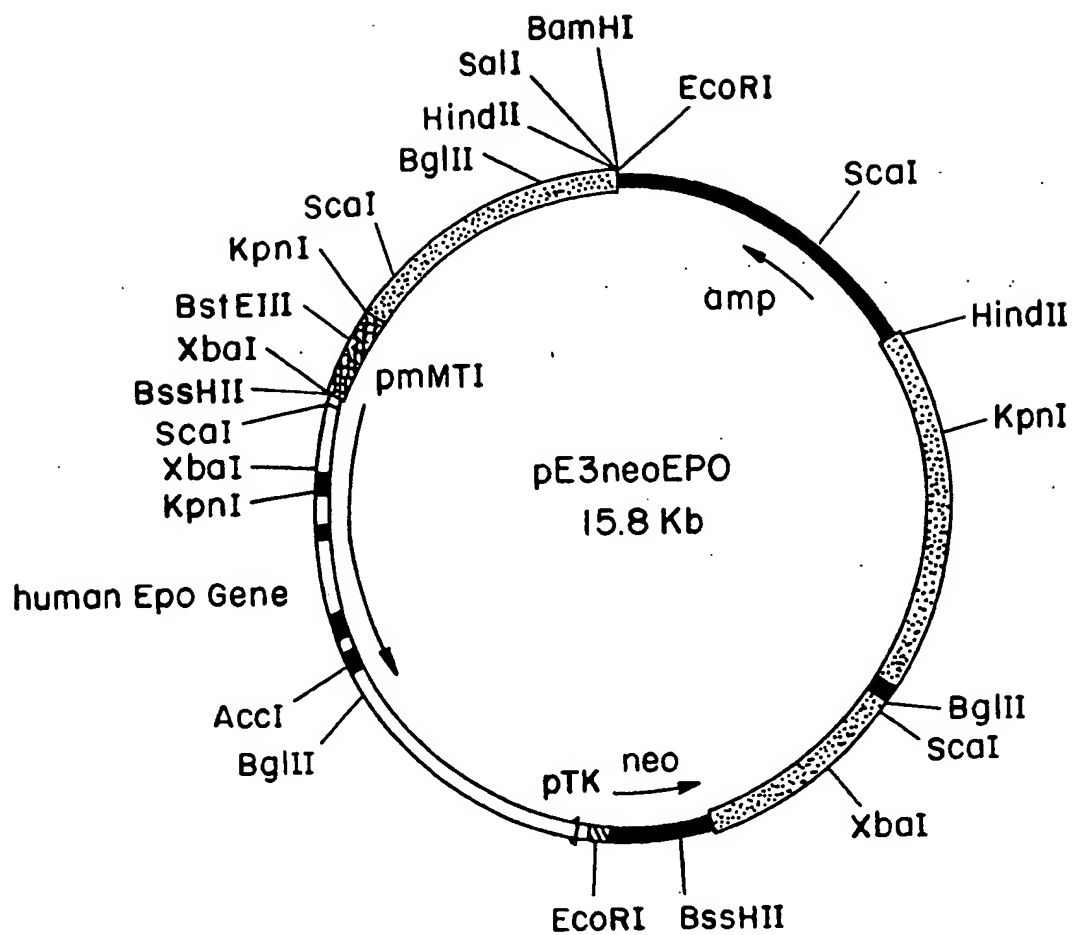 BamHI
SalI
EcoRI
HindII
BglII
ScaI
ScaI
KpnI
amp
BstEIII
HindII
XbaI
pmMTI
BssHII
KpnI
ScaI
XbaI
pE3neoEPO
KpnI
15.8 Kb
human Epo Gene
AccI
BglII
BglII
ScaI
neo
pTK
XbaI
EcoRI
BssHII